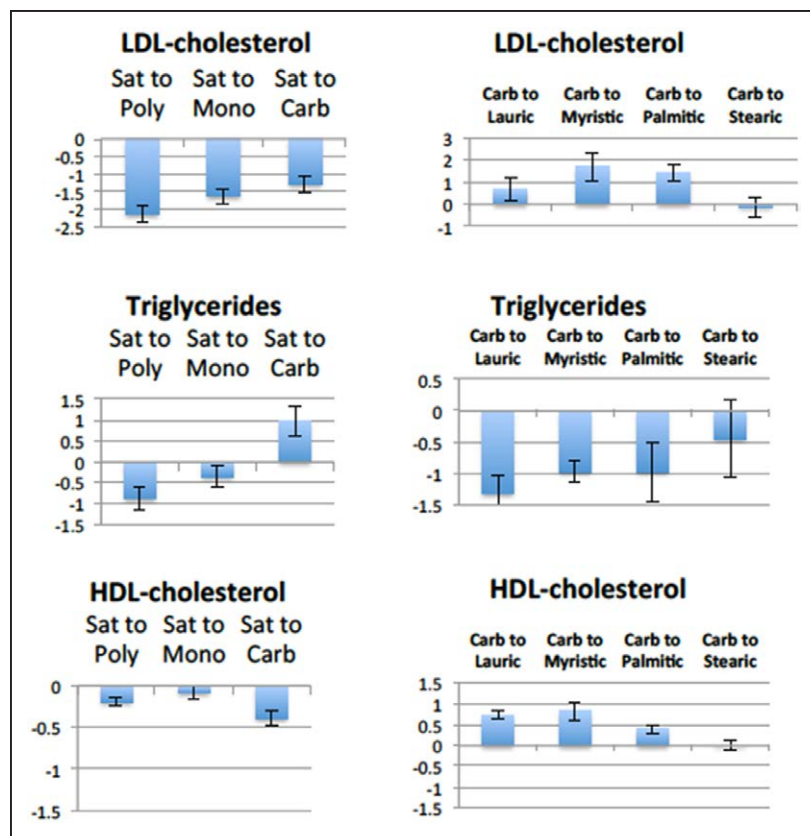 LDL-cholesterol
Sat to Sat to Sat to
Poly Mono Carb
0
-0.5
-1
-1.5
-2
-2.5
LDL-cholesterol
Carb to Carb to Carb to Carb to
Lauric Myristic Palmitic Stearic
3
2
1
0
-1
Triglycerides
Sat to Sat to Sat to
Poly Mono Carb
1.5
1
0.5
0
-0.5
-1
-1.5
Triglycerides
Carb to Carb to Carb to Carb to
Lauric Myristic Palmitic Stearic
0.5
0
-0.5
-1
-1.5
HDL-cholesterol
Sat to Sat to Sat to
Poly Mono Carb
0
-0.5
-1
-1.5
HDL-cholesterol
Carb to Carb to Carb to Carb to
Lauric Myristic Palmitic Stearic
1.5
1
0.5
0
-0.5
-1
-1.5